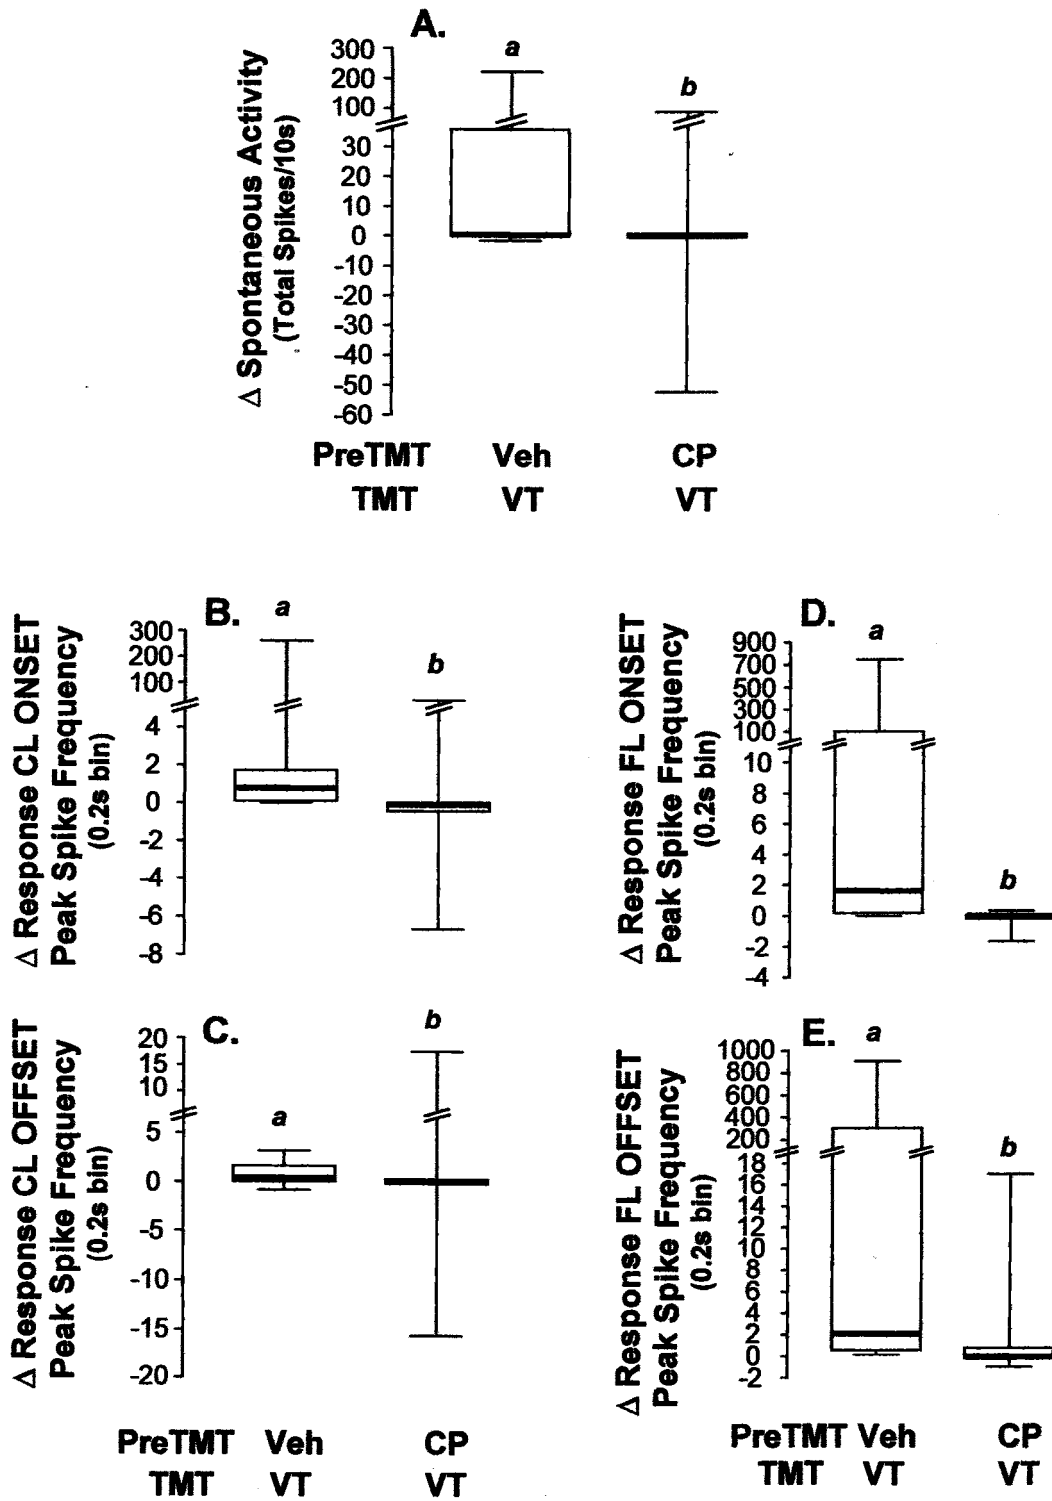 A.
a
b
300
200
100
30
20
10
0
-10
-20
-30
-40
-50
-60
Δ Spontaneous Activity
(Total Spikes/10s)
PreTMT Veh CP
TMT VT VT
B.
a
b
300
200
100
4
2
0
-2
-4
-6
-8
Δ Response CL ONSET
Peak Spike Frequency
(0.2s bin)
D.
a
b
900
700
500
300
100
10
8
6
4
2
0
-2
-4
Δ Response FL ONSET
Peak Spike Frequency
(0.2s bin)
C.
a
b
20
15
10
5
0
-5
-10
-15
-20
Δ Response CL OFFSET
Peak Spike Frequency
(0.2s bin)
E.
a
b
1000
800
600
400
200
18
16
14
12
10
8
6
4
2
0
-2
Δ Response FL OFFSET
Peak Spike Frequency
(0.2s bin)
PreTMT Veh CP
TMT VT VT
PreTMT Veh CP
TMT VT VT